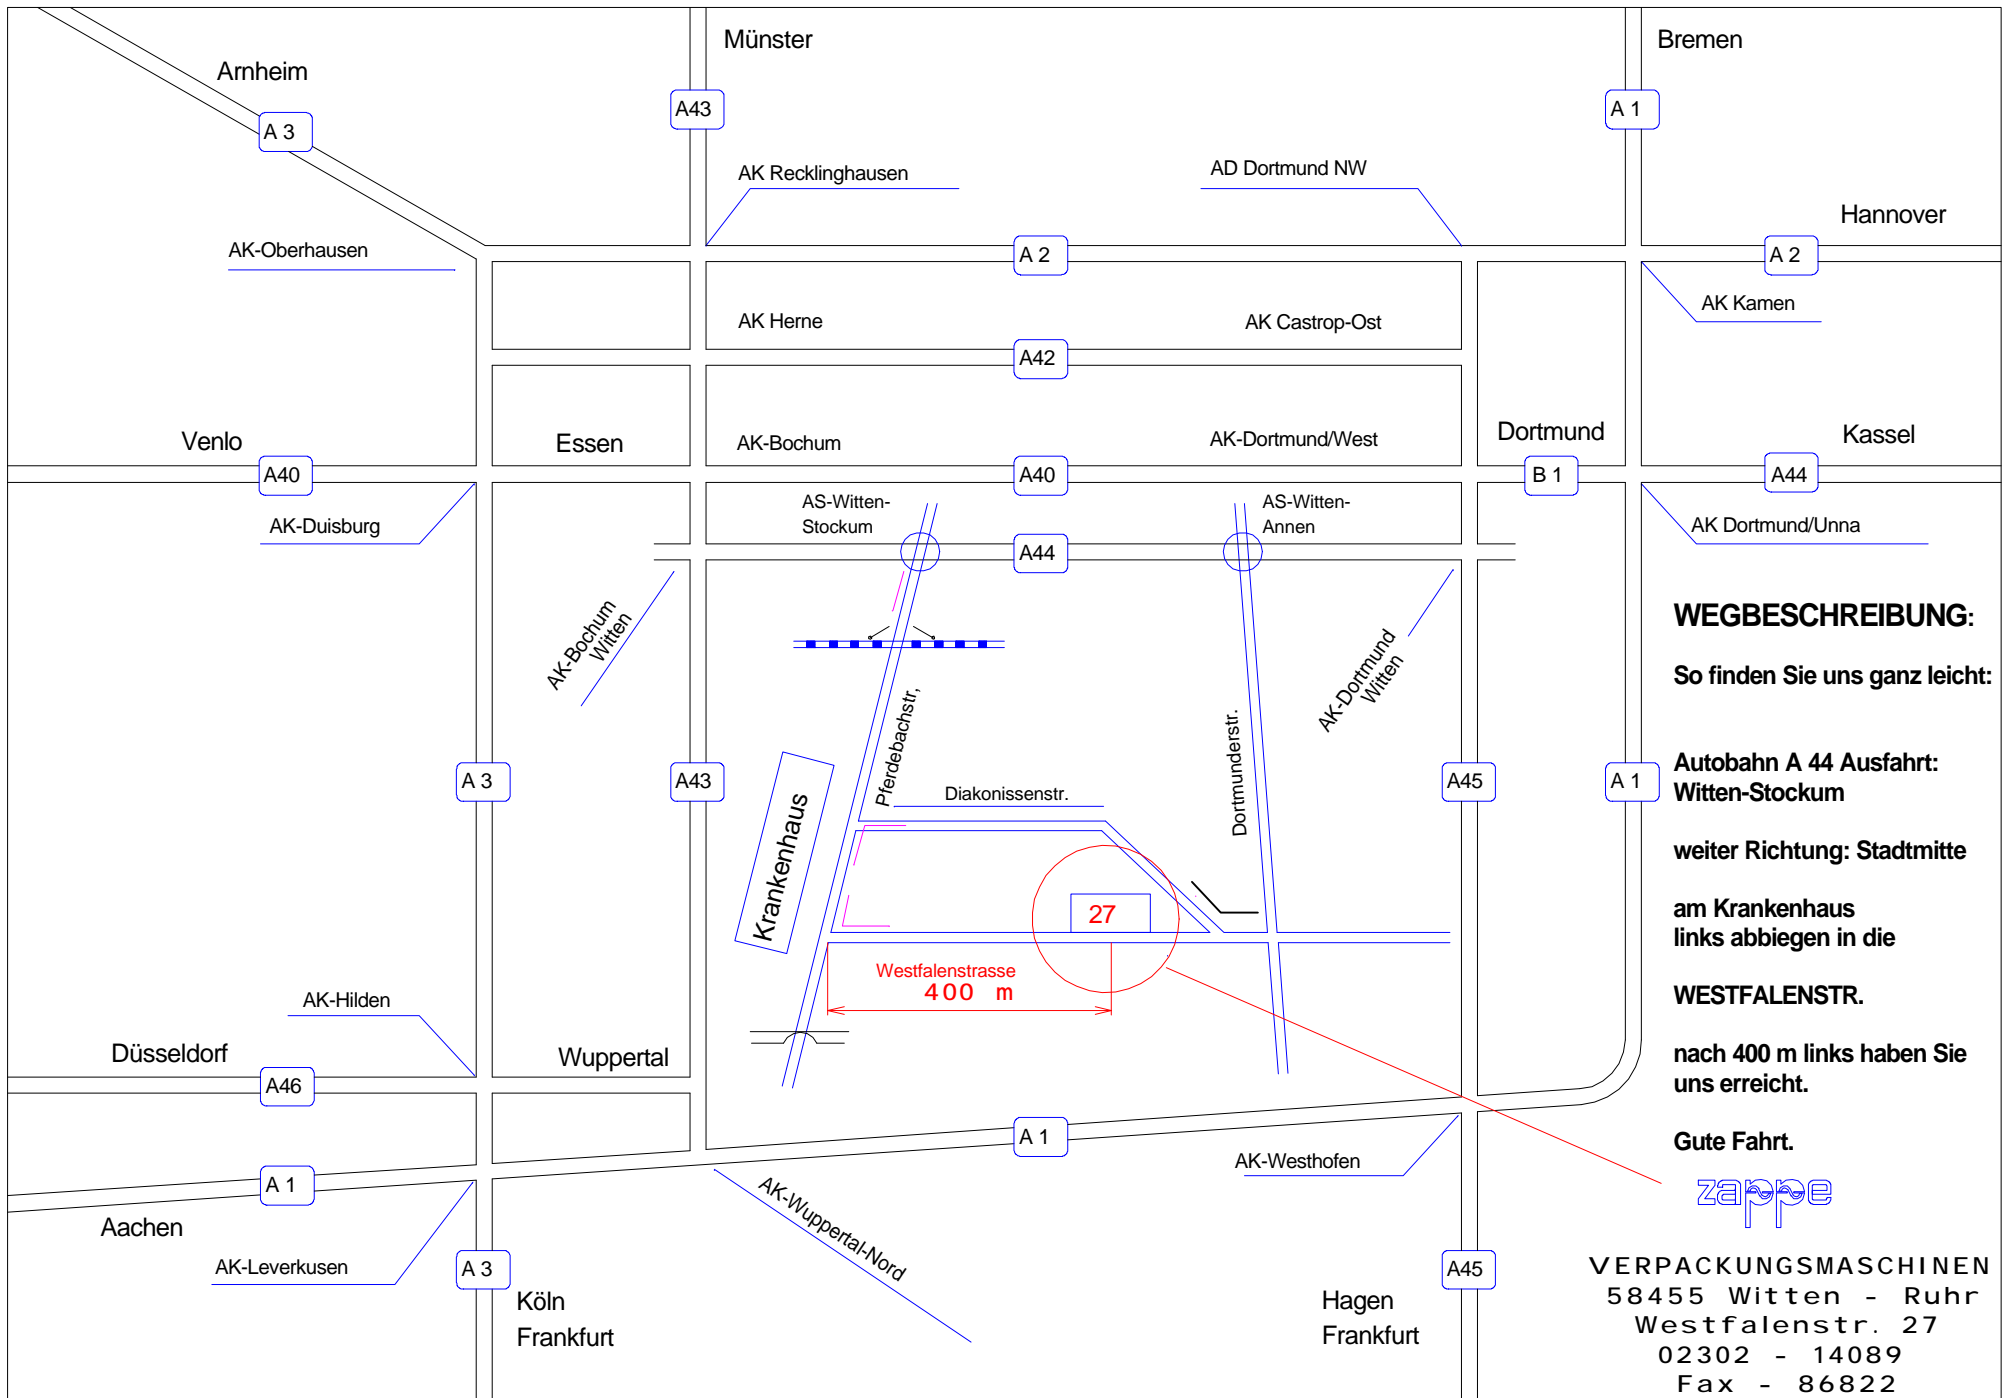 Münster
Bremen
Arnheim
A43
A 1
A 3
AD Dortmund NW
AK Recklinghausen
Hannover
AK-Oberhausen
A 2
A 2
AK Kamen
AK Herne
AK Castrop-Ost
A42
Venlo
Essen
AK-Bochum
AK-Dortmund/West
Dortmund
Kassel
A40
A40
B 1
A44
AS-Witten-
Stockum
AS-Witten-
Annen
AK-Duisburg
AK Dortmund/Unna
A44
AK-Bochum
Witten
AK-Dortmund
Witten
Pferdebachstr,
Dortmunderstr.
A 3
A43
A45
A 1
Diakonissenstr.
Krankenhaus
27
Westfalenstrasse
400 m
AK-Hilden
Düsseldorf
Wuppertal
A46
A 1
A 1
AK-Westhofen
Aachen
AK-Wuppertal-Nord
AK-Leverkusen
A 3
A45
Köln
Frankfurt
Hagen
Frankfurt
WEGBESCHREIBUNG:
So finden Sie uns ganz leicht:
Autobahn A 44 Ausfahrt:
Witten-Stockum
weiter Richtung: Stadtmitte
am Krankenhaus
links abbiegen in die
WESTFALENSTR.
nach 400 m links haben Sie
uns erreicht.
Gute Fahrt.
zappe
VERPACKUNGSMASCHINEN
58455 Witten - Ruhr
Westfalenstr. 27
02302 - 14089
Fax - 86822